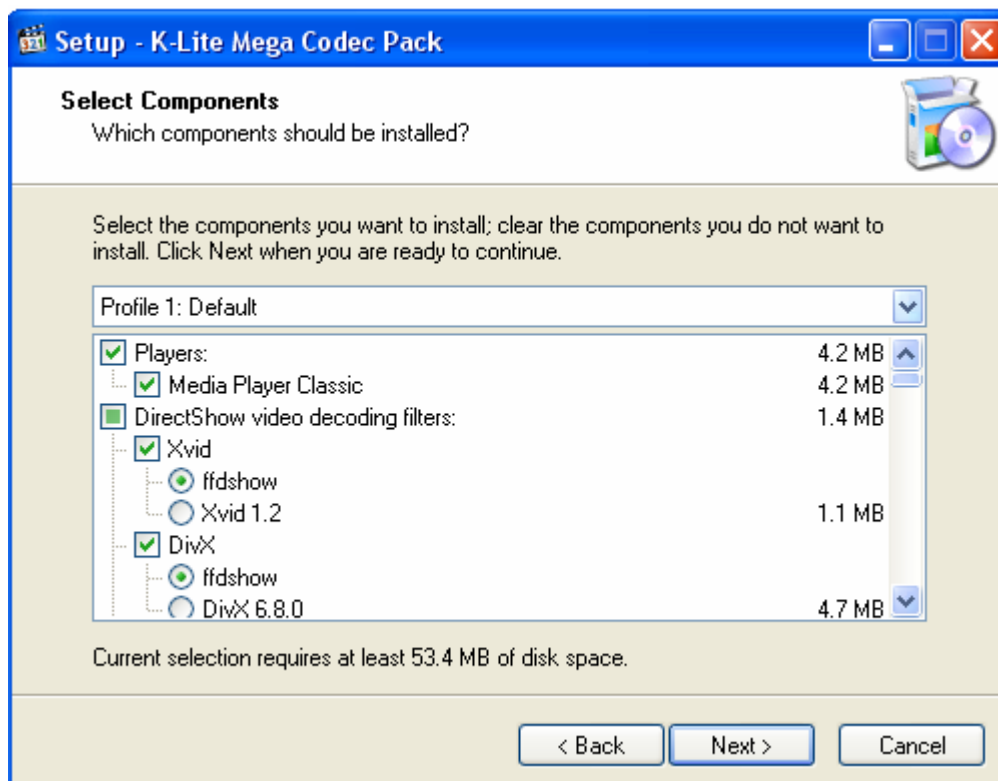 Setup - K-Lite Mega Codec Pack
Select Components
Which components should be installed?
Select the components you want to install; clear the components you do not want to
install. Click Next when you are ready to continue.
Profile 1: Default
Players: 4.2 MB
Media Player Classic 4.2 MB
DirectShow video decoding filters: 1.4 MB
Xvid
ffdshow
Xvid 1.2 1.1 MB
DivX
ffdshow
DivX 6.8.0 4.7 MB
Current selection requires at least 53.4 MB of disk space.
< Back Next > Cancel